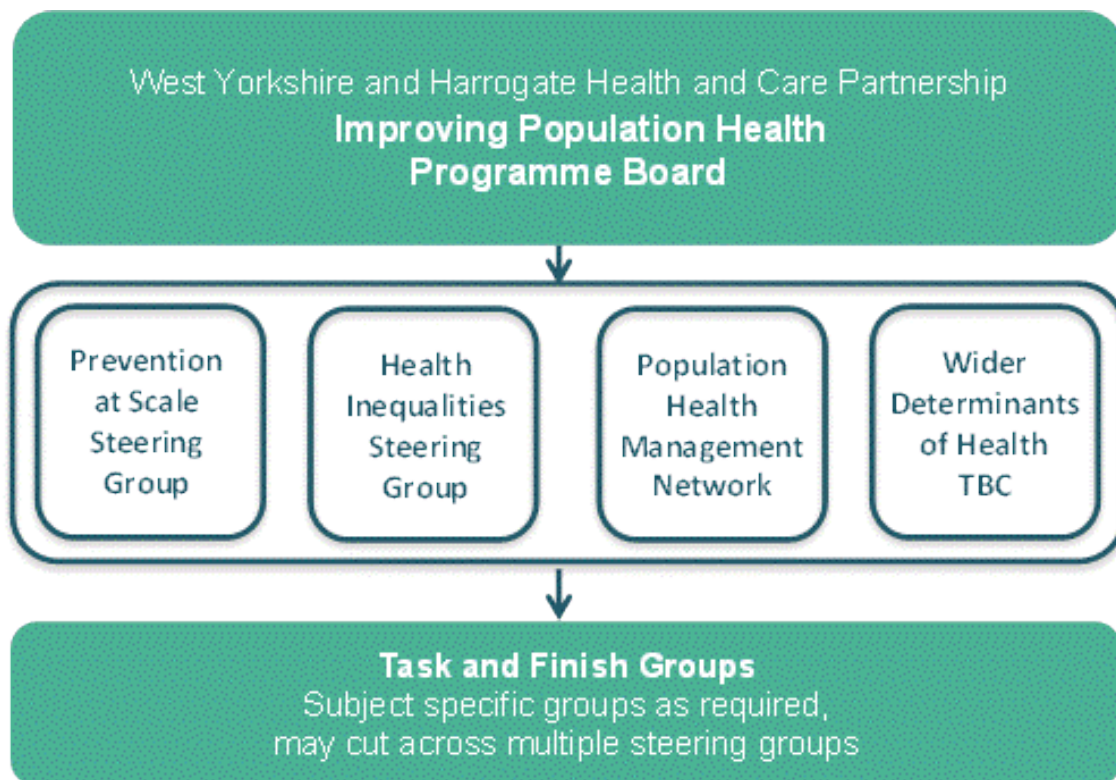 West Yorkshire and Harrogate Health and Care Partnership
Improving Population Health
Programme Board
Prevention
at Scale
Steering
Group
Health
Inequalities
Steering
Group
Population
Health
Management
Network
Wider
Determinants
of Health
TBC
Task and Finish Groups
Subject specific groups as required,
may cut across multiple steering groups